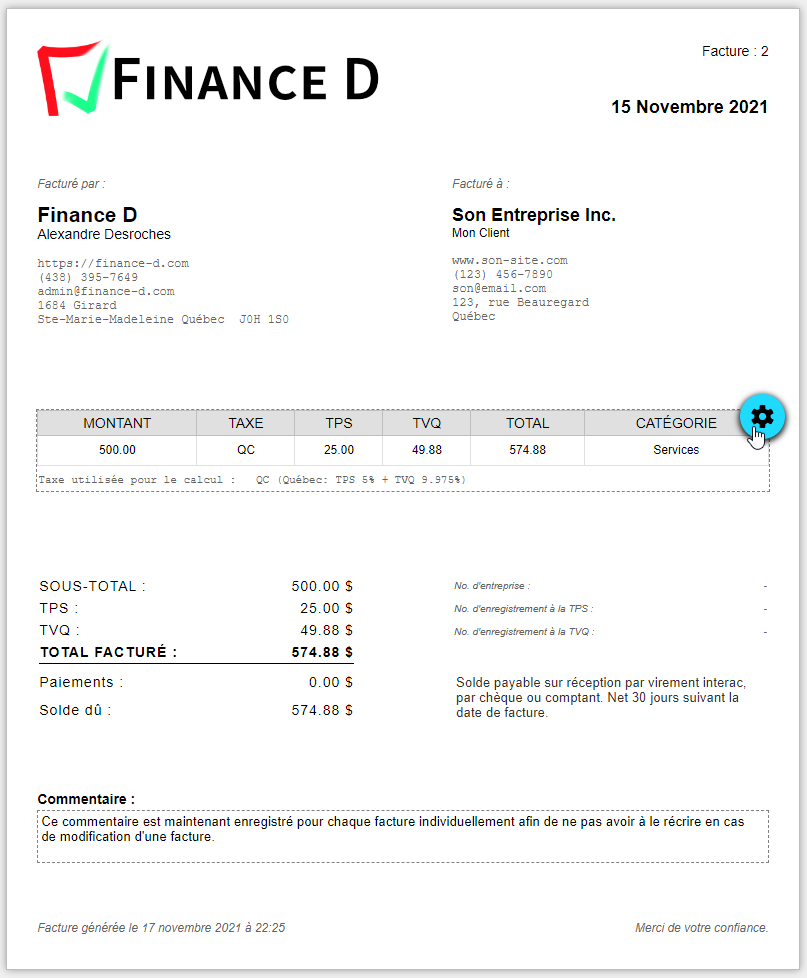 FINANCE D
Facture : 2
15 Novembre 2021
Facturé par :
Finance D
Alexandre Desroches
https://finance-d.com
(438) 395-7649
admin@finance-d.com
1684 Girard
Ste-Marie-Madeleine Québec J0H 1S0
Facturé à :
Son Entreprise Inc.
Mon Client
www.son-site.com
(123) 456-7890
son@email.com
123, rue Beauregard
Québec
MONTANT TAXE TPS TVQ TOTAL CATÉGORIE
500.00 QC 25.00 49.88 574.88 Services
Taxe utilisée pour le calcul : QC (Québec: TPS 5% + TVQ 9.975%)
SOUS-TOTAL : 500.00 $
TPS : 25.00 $
TVQ : 49.88 $
TOTAL FACTURÉ : 574.88 $
Paiements : 0.00 $
Solde dû : 574.88 $
No. d'entreprise : -
No. d'enregistrement à la TPS : -
No. d'enregistrement à la TVQ : -
Solde payable sur réception par virement interac,
par chèque ou comptant. Net 30 jours suivant la
date de facture.
Commentaire :
Ce commentaire est maintenant enregistré pour chaque facture individuellement afin de ne pas avoir à le récrire en cas
de modification d'une facture.
Facture générée le 17 novembre 2021 à 22:25
Merci de votre confiance.